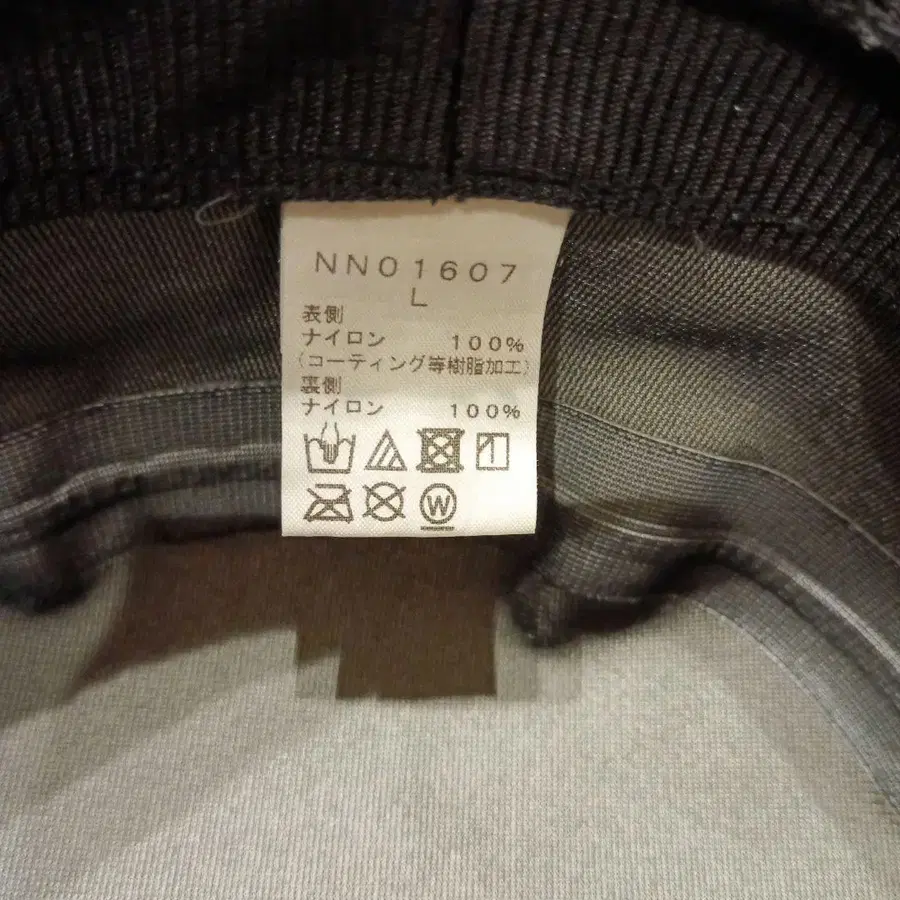 NN01607
L
表側
ナイロン 100%
(コーティング等樹脂加工)
裏側
ナイロン 100%
W